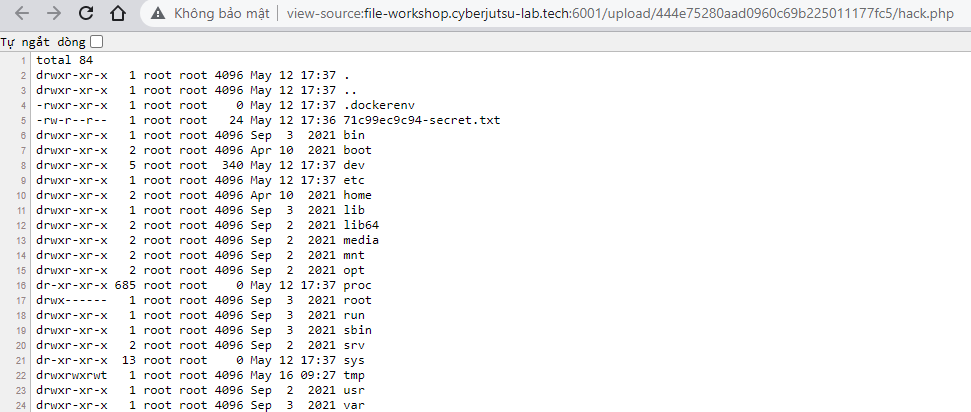 Không bảo mật | view-source:file-workshop.cyberjutsu-lab.tech:6001/upload/444e75280aad0960c69b225011177fc5/hack.php
Tự ngắt dòng
1 total 84
2 drwxr-xr-x 1 root root 4096 May 12 17:37 .
3 drwxr-xr-x 1 root root 4096 May 12 17:37 ..
4 -rwxr-xr-x 1 root root 0 May 12 17:37 .dockerenv
5 -rw-r--r-- 1 root root 24 May 12 17:36 71c99ec9c94-secret.txt
6 drwxr-xr-x 1 root root 4096 Sep 3 2021 bin
7 drwxr-xr-x 2 root root 4096 Apr 10 2021 boot
8 drwxr-xr-x 5 root root 340 May 12 17:37 dev
9 drwxr-xr-x 1 root root 4096 May 12 17:37 etc
10 drwxr-xr-x 2 root root 4096 Apr 10 2021 home
11 drwxr-xr-x 1 root root 4096 Sep 3 2021 lib
12 drwxr-xr-x 2 root root 4096 Sep 2 2021 lib64
13 drwxr-xr-x 2 root root 4096 Sep 2 2021 media
14 drwxr-xr-x 2 root root 4096 Sep 2 2021 mnt
15 drwxr-xr-x 2 root root 4096 Sep 2 2021 opt
16 dr-xr-xr-x 685 root root 0 May 12 17:37 proc
17 drwx------ 1 root root 4096 Sep 3 2021 root
18 drwxr-xr-x 1 root root 4096 Sep 3 2021 run
19 drwxr-xr-x 1 root root 4096 Sep 3 2021 sbin
20 drwxr-xr-x 2 root root 4096 Sep 2 2021 srv
21 dr-xr-xr-x 13 root root 0 May 12 17:37 sys
22 drwxrwxrwt 1 root root 4096 May 16 09:27 tmp
23 drwxr-xr-x 1 root root 4096 Sep 2 2021 usr
24 drwxr-xr-x 1 root root 4096 Sep 3 2021 var